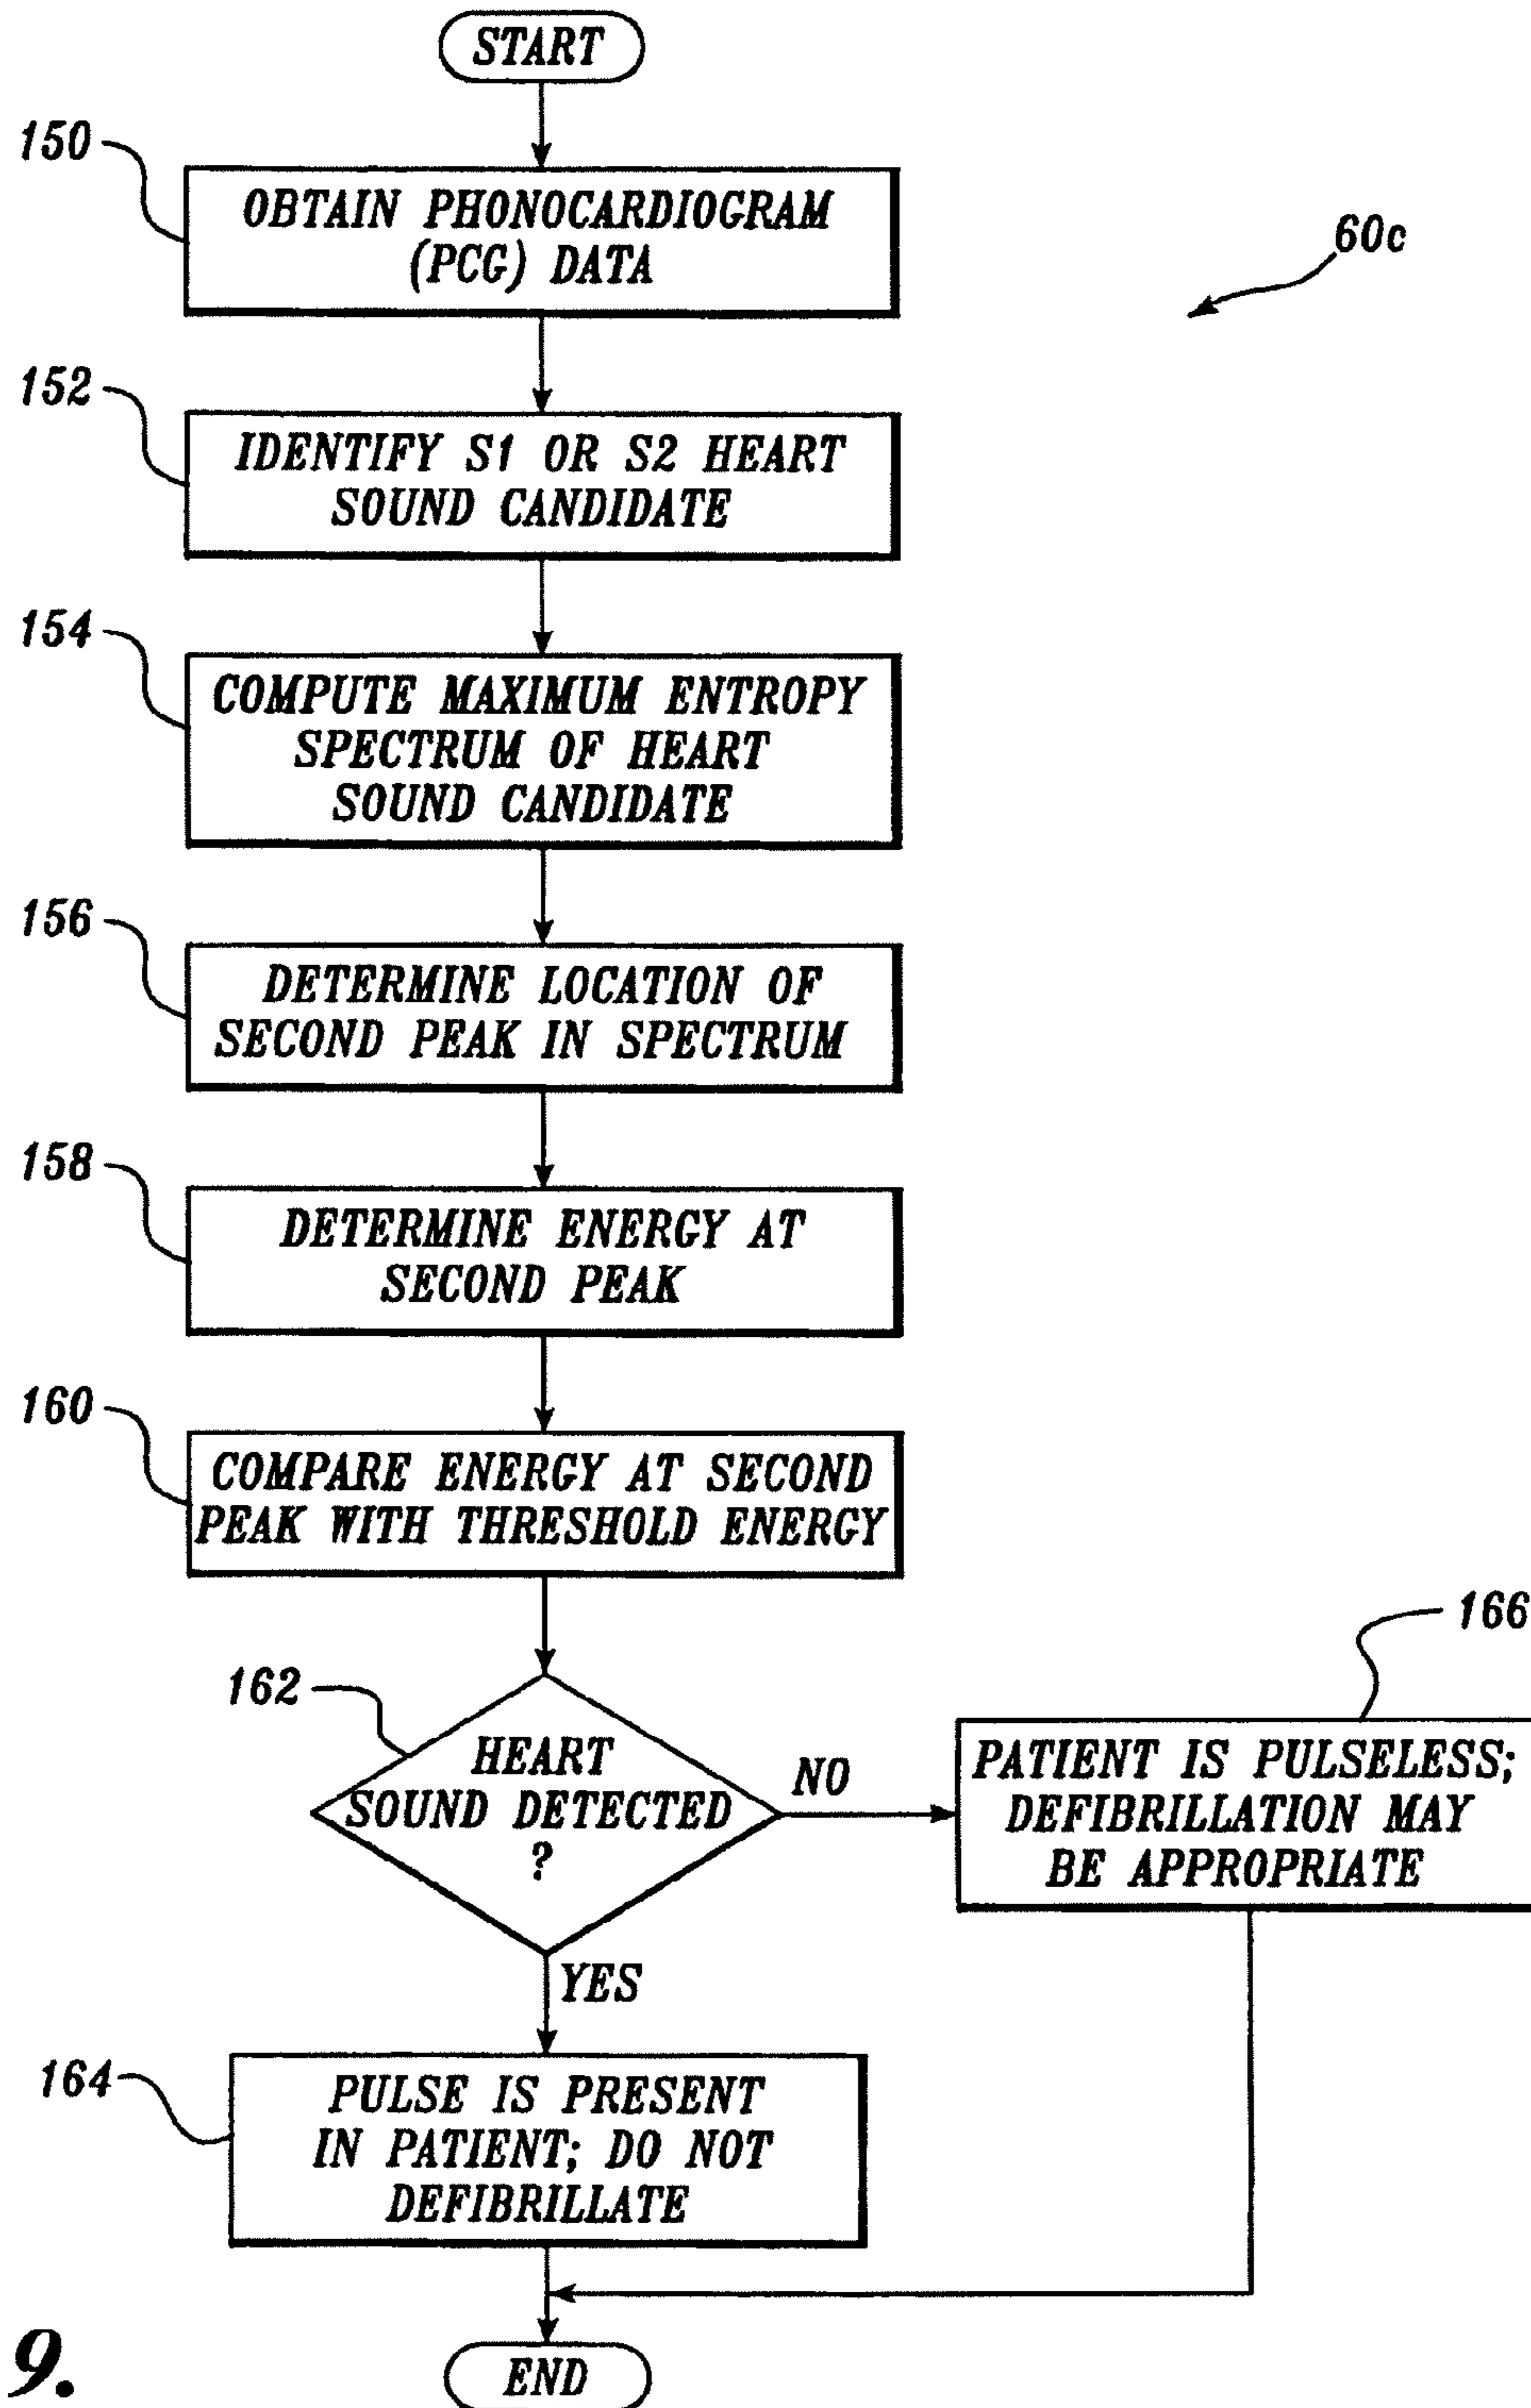 START
150
OBTAIN PHONOCARDIOGRAM
(PCG) DATA
60c
152
IDENTIFY S1 OR S2 HEART
SOUND CANDIDATE
154
COMPUTE MAXIMUM ENTROPY
SPECTRUM OF HEART
SOUND CANDIDATE
156
DETERMINE LOCATION OF
SECOND PEAK IN SPECTRUM
158
DETERMINE ENERGY AT
SECOND PEAK
160
COMPARE ENERGY AT SECOND
PEAK WITH THRESHOLD ENERGY
162
HEART
SOUND DETECTED
?
NO
166
PATIENT IS PULSELESS;
DEFIBRILLATION MAY
BE APPROPRIATE
YES
164
PULSE IS PRESENT
IN PATIENT; DO NOT
DEFIBRILLATE
END
9.